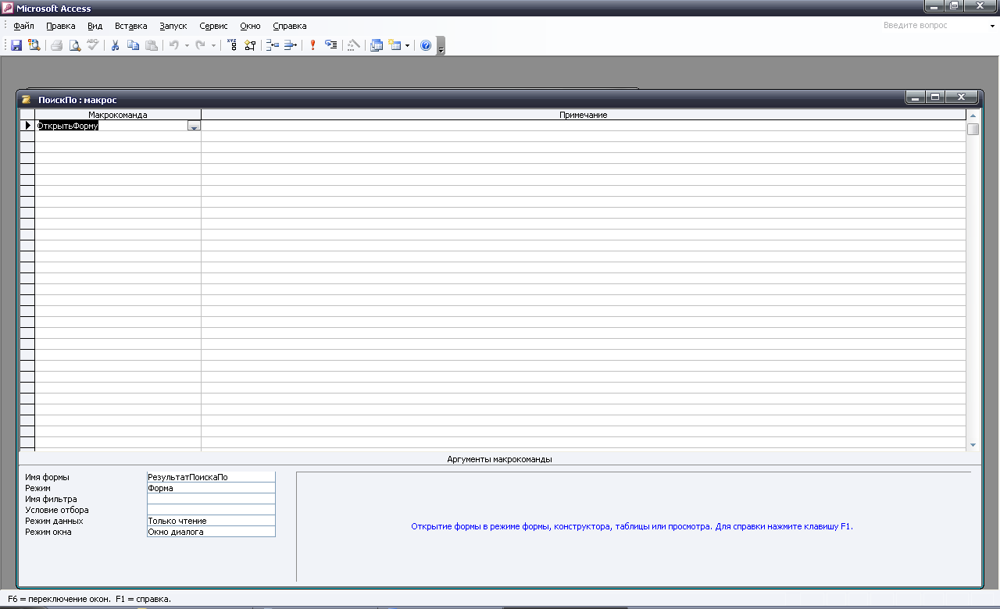 Microsoft Access
Файл Правка Вид Вставка Запуск Сервис Окно Справка Введите вопрос
ПоискПо : макрос
Макрокоманда Примечание
ОткрытьФорму
Аргументы макрокоманды
Имя формы РезультатПоискаПо
Режим Форма
Имя фильтра
Условие отбора
Режим данных Только чтение
Режим окна Окно диалога
Открытие формы в режиме формы, конструктора, таблицы или просмотра. Для справки нажмите клавишу F1.
F6 = переключение окон. F1 = справка.